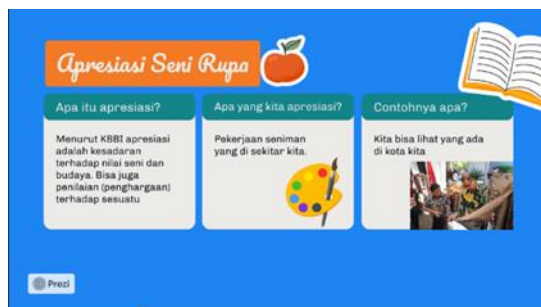 Apresiasi Seni Rupa
Apa itu apresiasi?
Menurut KBBI apresiasi
adalah kesadaran
terhadap nilai seni dan
budaya. Bisa juga
penilaian (penghargaan)
terhadap sesuatu
Apa yang kita apresiasi?
Pekerjaan seniman
yang di sekitar kita.
Contohnya apa?
Kita bisa lihat yang ada
di kota kita
Prezi